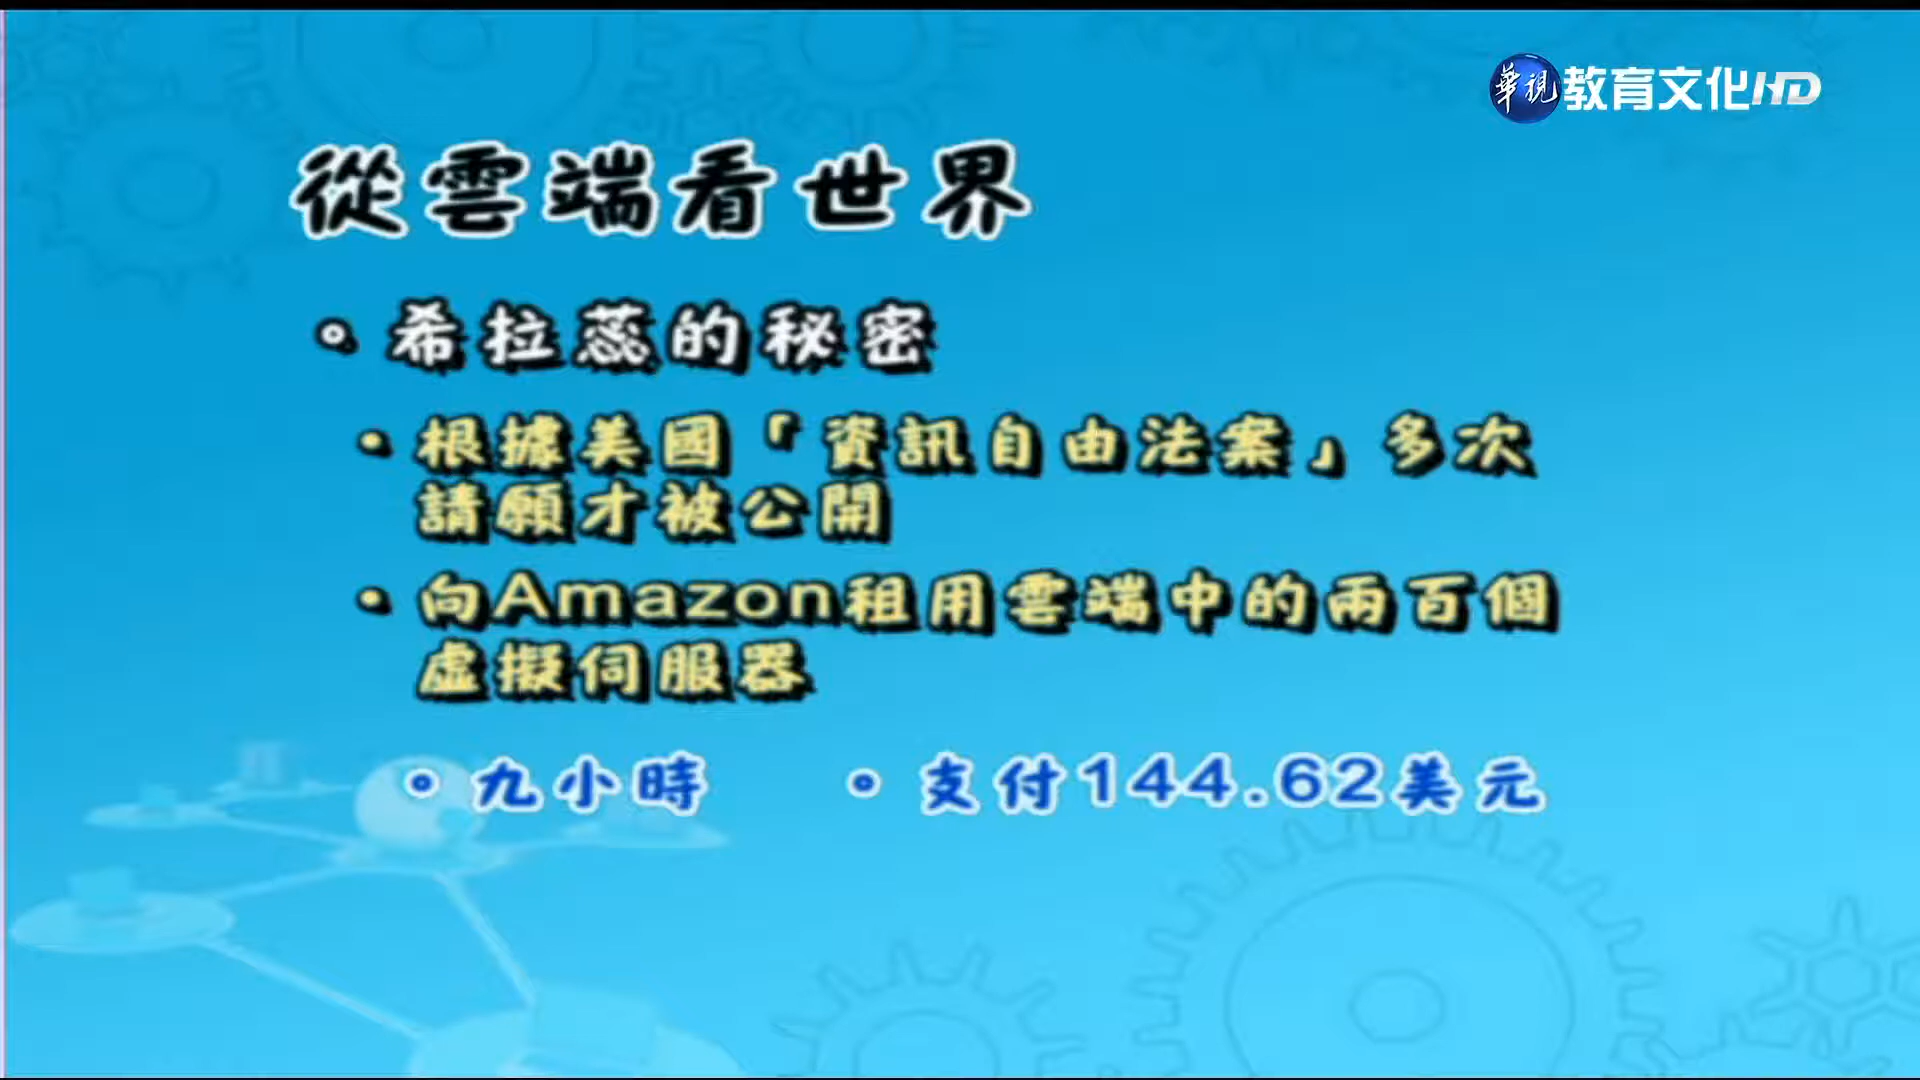 華視 教育文化HD
從雲端看世界
• 希拉蕊的秘密
• 根據美國「資訊自由法案」多次
請願才被公開
• 向Amazon租用雲端中的兩百個
虛擬伺服器
• 九小時 • 支付144.62美元